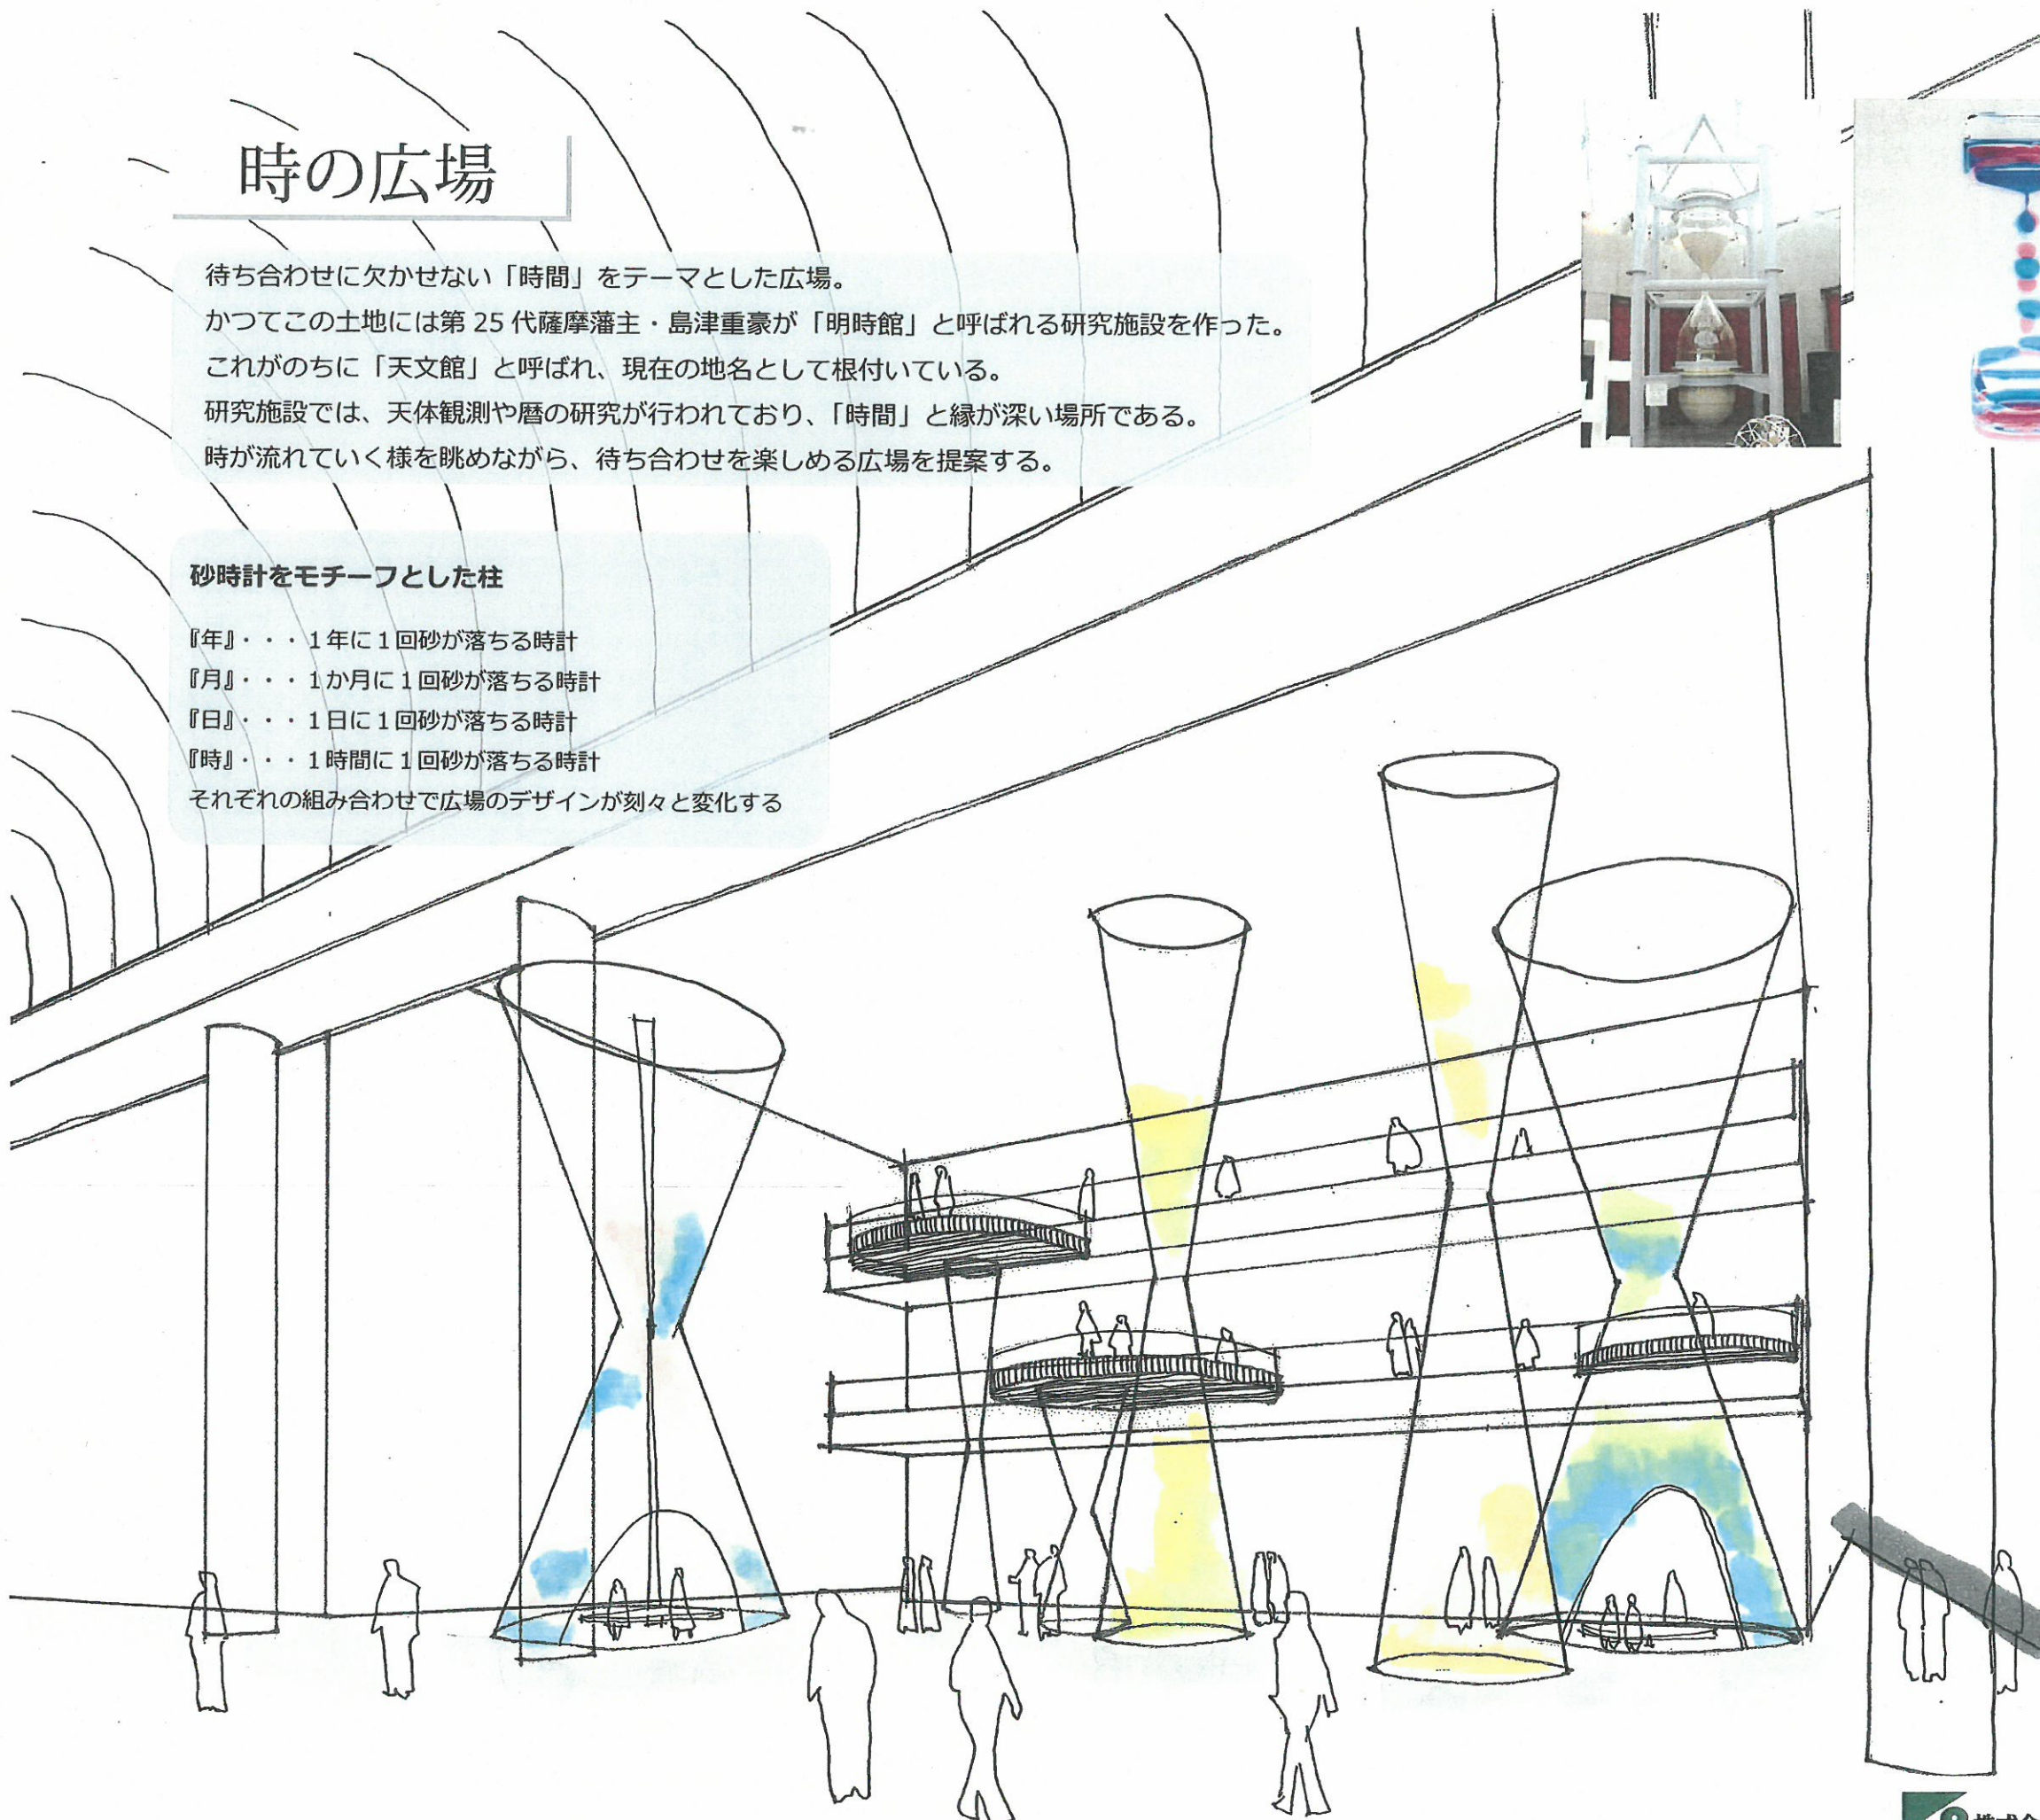 時の広場
待ち合わせに欠かせない「時間」をテーマとした広場。
かつてこの土地には第 25 代薩摩藩主・島津重豪が「明時館」と呼ばれる研究施設を作った。
これがのちに「天文館」と呼ばれ、現在の地名として根付いている。
研究施設では、天体観測や暦の研究が行われており、「時間」と縁が深い場所である。
時が流れていく様を眺めながら、待ち合わせを楽しめる広場を提案する。
砂時計をモチーフとした柱
『年』・・・１年に１回砂が落ちる時計
『月』・・・１か月に１回砂が落ちる時計
『日』・・・１日に１回砂が落ちる時計
『時』・・・１時間に１回砂が落ちる時計
それぞれの組み合わせで広場のデザインが刻々と変化する